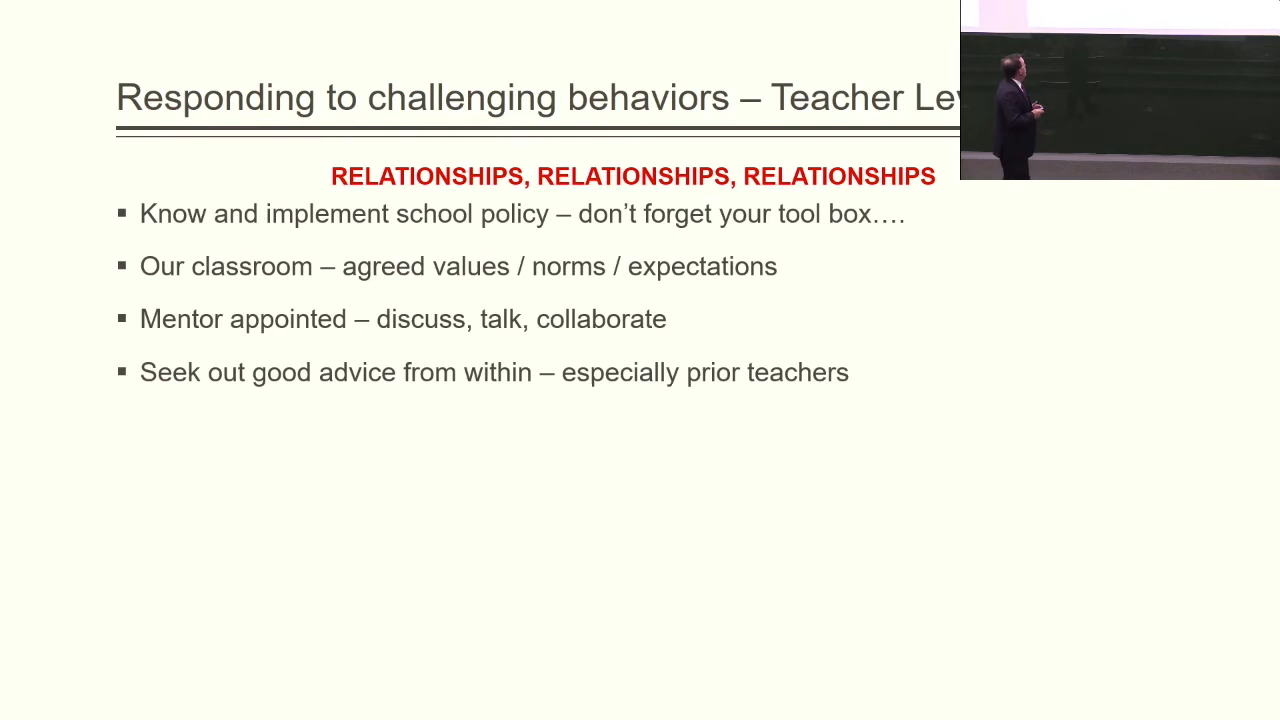 Responding to challenging behaviors – Teacher
RELATIONSHIPS, RELATIONSHIPS, RELATIONSHIPS
▪ Know and implement school policy – don’t forget your tool box….
▪ Our classroom – agreed values / norms / expectations
▪ Mentor appointed – discuss, talk, collaborate
▪ Seek out good advice from within – especially prior teachers